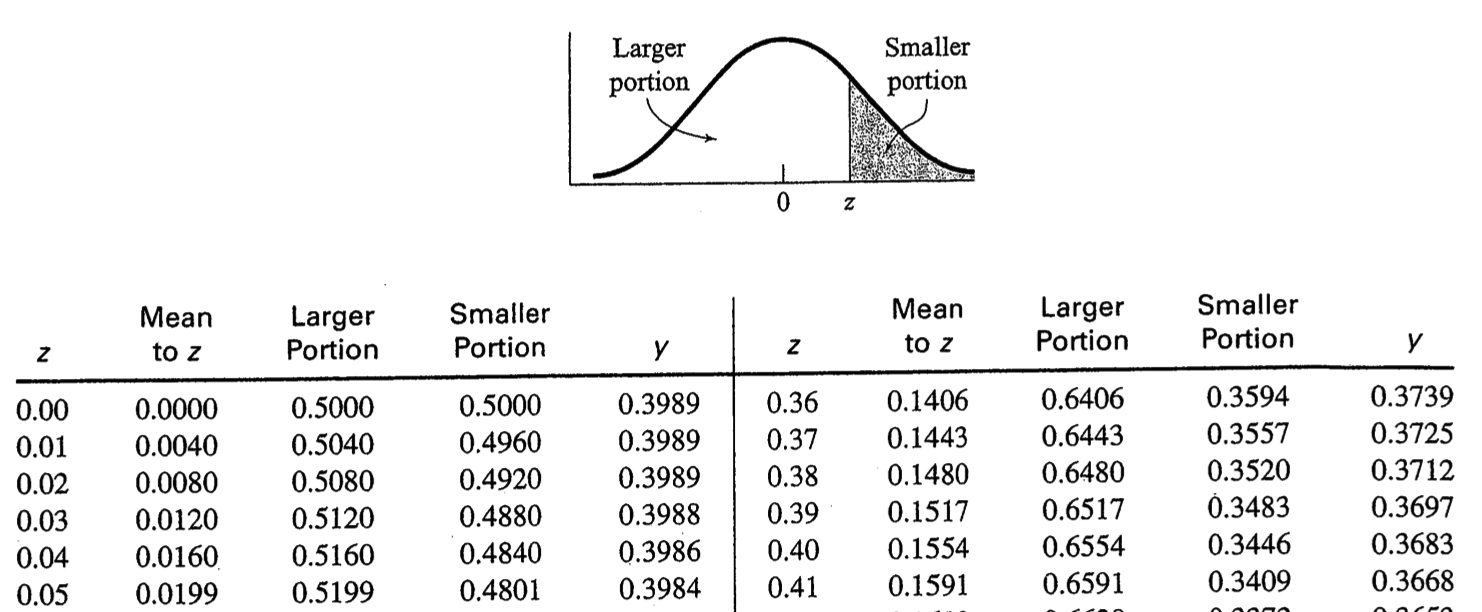 Larger Smaller
portion portion
0 z
Mean Larger Smaller Mean Larger Smaller
z to z Portion Portion y z to z Portion Portion y
0.00 0.0000 0.5000 0.5000 0.3989 0.36 0.1406 0.6406 0.3594 0.3739
0.01 0.0040 0.5040 0.4960 0.3989 0.37 0.1443 0.6443 0.3557 0.3725
0.02 0.0080 0.5080 0.4920 0.3989 0.38 0.1480 0.6480 0.3520 0.3712
0.03 0.0120 0.5120 0.4880 0.3988 0.39 0.1517 0.6517 0.3483 0.3697
0.04 0.0160 0.5160 0.4840 0.3986 0.40 0.1554 0.6554 0.3446 0.3683
0.05 0.0199 0.5199 0.4801 0.3984 0.41 0.1591 0.6591 0.3409 0.3668